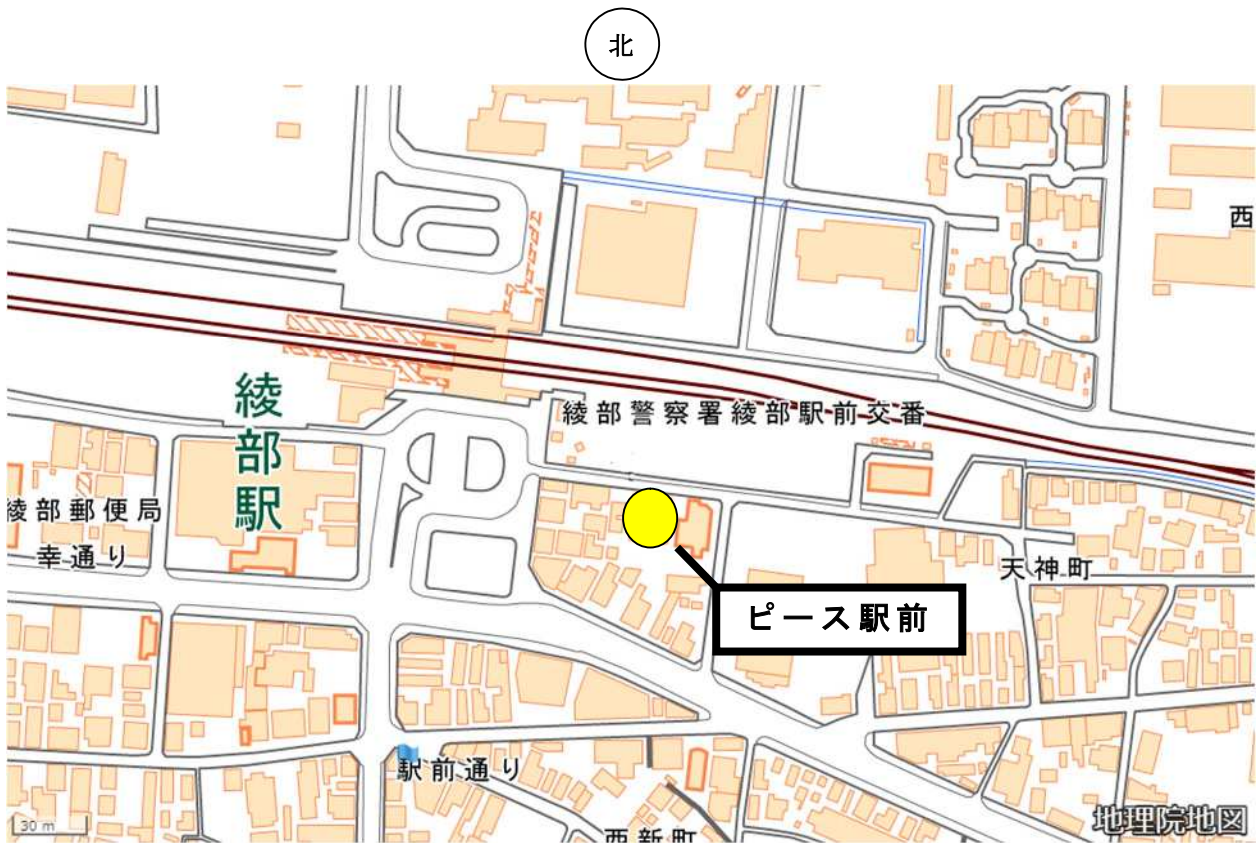 北
西
綾部駅
綾部警察署綾部駅前交番
綾部郵便局
幸通り
天神町
ピース駅前
駅前通り
西新町
30 m
地理院地図